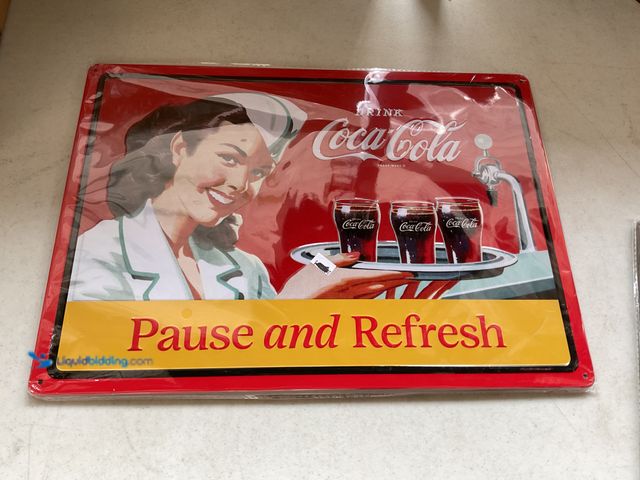 DRINK
Coca-Cola
Coca-Cola
Coca-Cola
Coca-Cola
Pause and Refresh
Liquidbidding.com